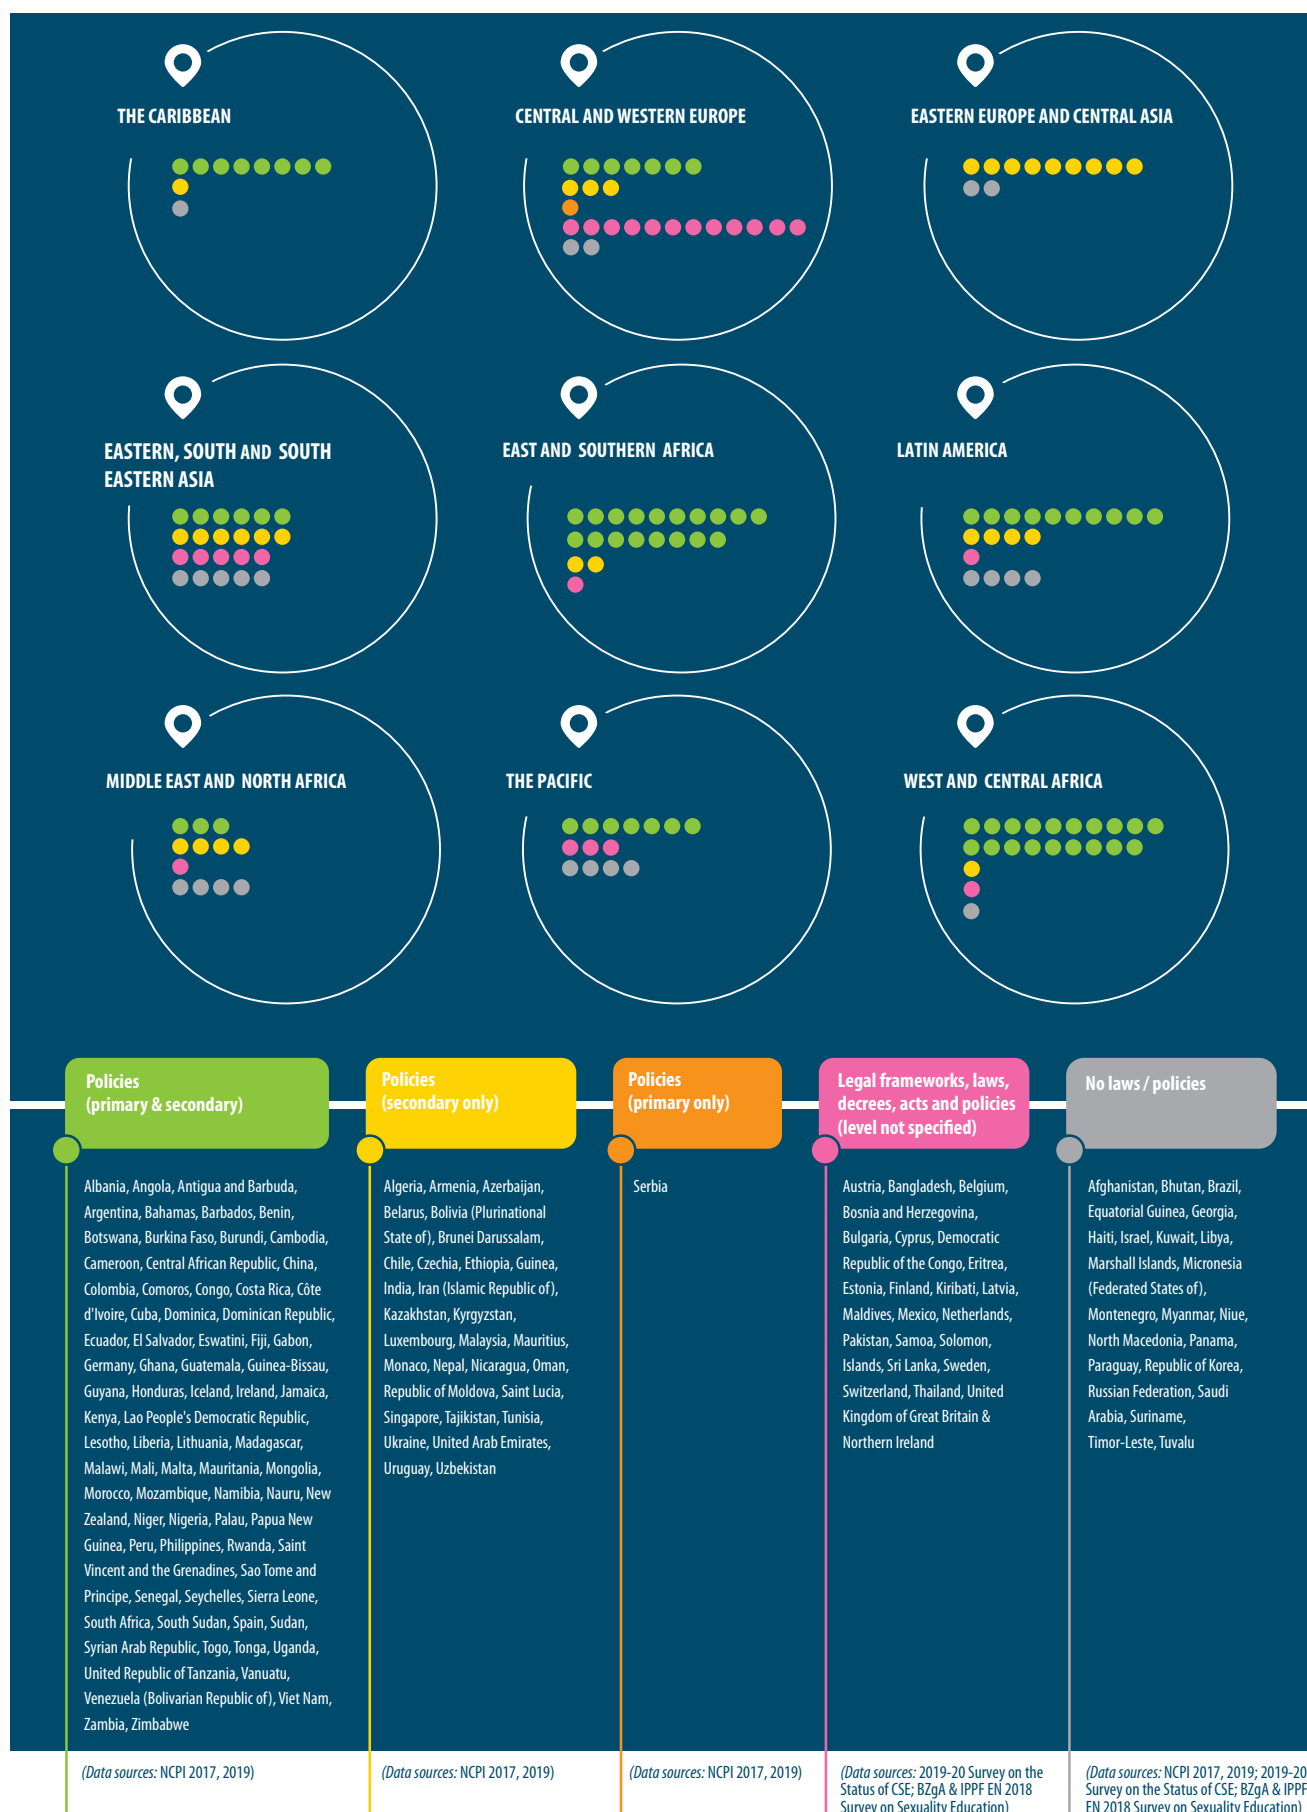 THE CARIBBEAN
CENTRAL AND WESTERN EUROPE
EASTERN EUROPE AND CENTRAL ASIA
EASTERN, SOUTH AND SOUTH
EASTERN ASIA
EAST AND SOUTHERN AFRICA
LATIN AMERICA
MIDDLE EAST AND NORTH AFRICA
THE PACIFIC
WEST AND CENTRAL AFRICA
Policies
(primary & secondary)
Albania, Angola, Antigua and Barbuda,
Argentina, Bahamas, Barbados, Benin,
Botswana, Burkina Faso, Burundi, Cambodia,
Cameroon, Central African Republic, China,
Colombia, Comoros, Congo, Costa Rica, Côte
d'Ivoire, Cuba, Dominica, Dominican Republic,
Ecuador, El Salvador, Eswatini, Fiji, Gabon,
Germany, Ghana, Guatemala, Guinea-Bissau,
Guyana, Honduras, Iceland, Ireland, Jamaica,
Kenya, Lao People's Democratic Republic,
Lesotho, Liberia, Lithuania, Madagascar,
Malawi, Mali, Malta, Mauritania, Mongolia,
Morocco, Mozambique, Namibia, Nauru, New
Zealand, Niger, Nigeria, Palau, Papua New
Guinea, Peru, Philippines, Rwanda, Saint
Vincent and the Grenadines, Sao Tome and
Principe, Senegal, Seychelles, Sierra Leone,
South Africa, South Sudan, Spain, Sudan,
Syrian Arab Republic, Togo, Tonga, Uganda,
United Republic of Tanzania, Vanuatu,
Venezuela (Bolivarian Republic of), Viet Nam,
Zambia, Zimbabwe
(Data sources: NCPI 2017, 2019)
Policies
(secondary only)
Algeria, Armenia, Azerbaijan,
Belarus, Bolivia (Plurinational
State of), Brunei Darussalam,
Chile, Czechia, Ethiopia, Guinea,
India, Iran (Islamic Republic of),
Kazakhstan, Kyrgyzstan,
Luxembourg, Malaysia, Mauritius,
Monaco, Nepal, Nicaragua, Oman,
Republic of Moldova, Saint Lucia,
Singapore, Tajikistan, Tunisia,
Ukraine, United Arab Emirates,
Uruguay, Uzbekistan
(Data sources: NCPI 2017, 2019)
Policies
(primary only)
Serbia
(Data sources: NCPI 2017, 2019)
Legal frameworks, laws,
decrees, acts and policies
(level not specified)
Austria, Bangladesh, Belgium,
Bosnia and Herzegovina,
Bulgaria, Cyprus, Democratic
Republic of the Congo, Eritrea,
Estonia, Finland, Kiribati, Latvia,
Maldives, Mexico, Netherlands,
Pakistan, Samoa, Solomon,
Islands, Sri Lanka, Sweden,
Switzerland, Thailand, United
Kingdom of Great Britain &
Northern Ireland
(Data sources: 2019-20 Survey on the
Status of CSE; BZgA & IPPF EN 2018
Survey on Sexuality Education)
No laws / policies
Afghanistan, Bhutan, Brazil,
Equatorial Guinea, Georgia,
Haiti, Israel, Kuwait, Libya,
Marshall Islands, Micronesia
(Federated States of),
Montenegro, Myanmar, Niue,
North Macedonia, Panama,
Paraguay, Republic of Korea,
Russian Federation, Saudi
Arabia, Suriname,
Timor-Leste, Tuvalu
(Data sources: NCPI 2017, 2019; 2019-20
Survey on the Status of CSE; BZgA & IPPF
EN 2018 Survey on Sexuality Education)